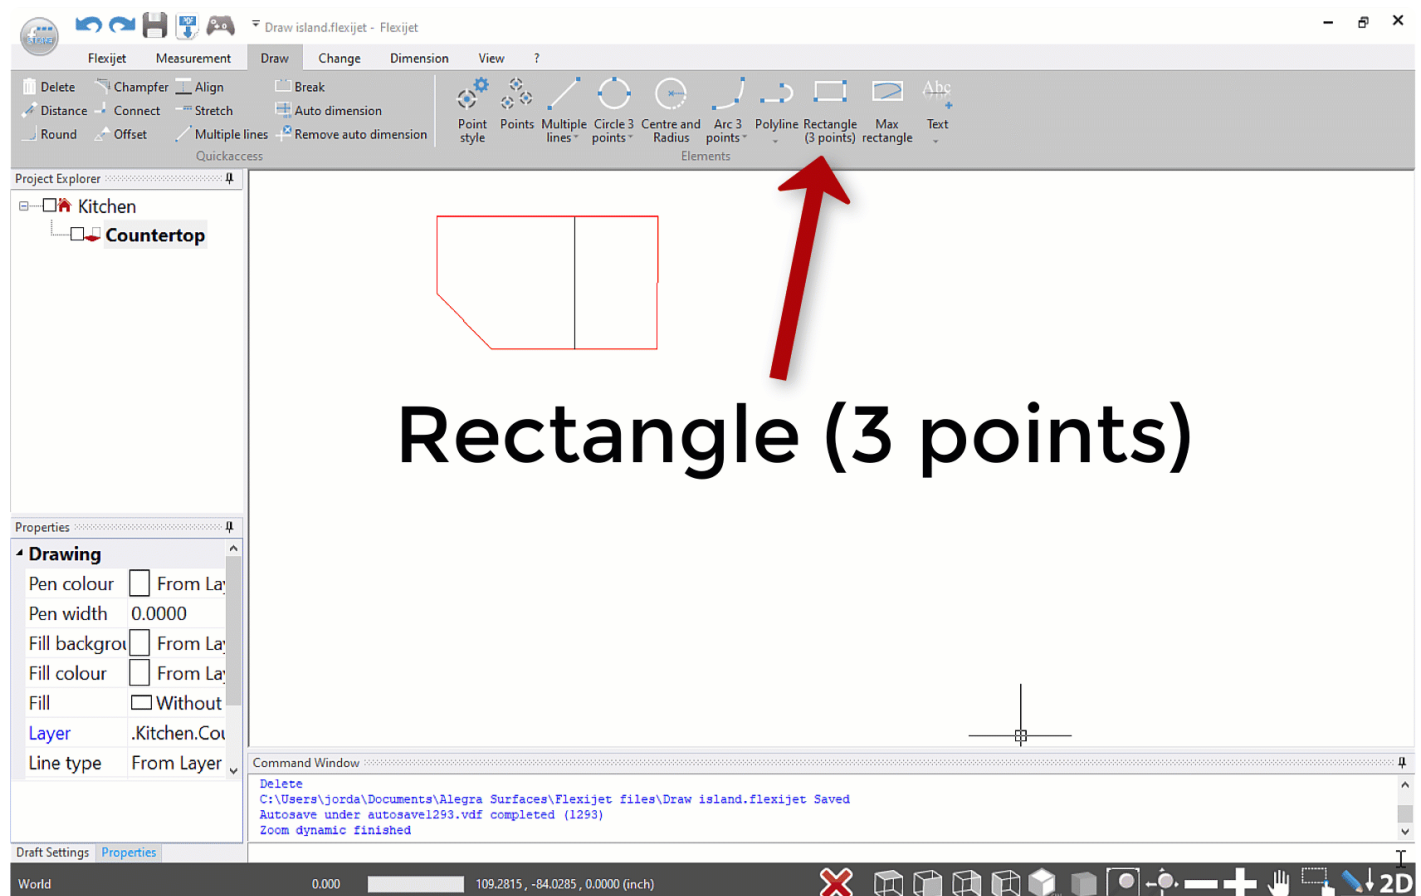 Draw island.flexijet - Flexijet
Flexijet Measurement Draw Change Dimension View ?
Delete Champfer Align Break
Distance Connect Stretch Auto dimension
Round Offset Multiple lines Remove auto dimension
Quickaccess
Point style
Points
Multiple lines
Circle 3 points
Centre and Radius
Arc 3 points
Polyline
Rectangle (3 points)
Max rectangle
Text
Abc
Elements
Project Explorer
Kitchen
Countertop
Rectangle (3 points)
Properties
Drawing
Pen colour From La
Pen width 0.0000
Fill backgrou From La
Fill colour From La
Fill Without
Layer .Kitchen.Cou
Line type From Layer
Draft Settings Properties
Command Window
Delete
C:\Users\jorda\Documents\Alegra Surfaces\Flexijet files\Draw island.flexijet Saved
Autosave under autosave1293.vdf completed (1293)
Zoom dynamic finished
World 0.000 109.2815 , -84.0285 , 0.0000 (inch) 2D